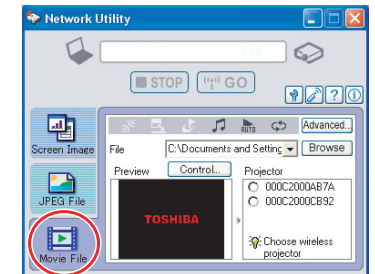 Network Utility
STOP
GO
?
Screen Image
JPEG File
Movie File
AUTO
Advanced...
File
C:\Documents and Setting
Browse
Preview
Control...
Projector
TOSHIBA
000C2000AB7A
000C2000CB92
Choose wireless
projector